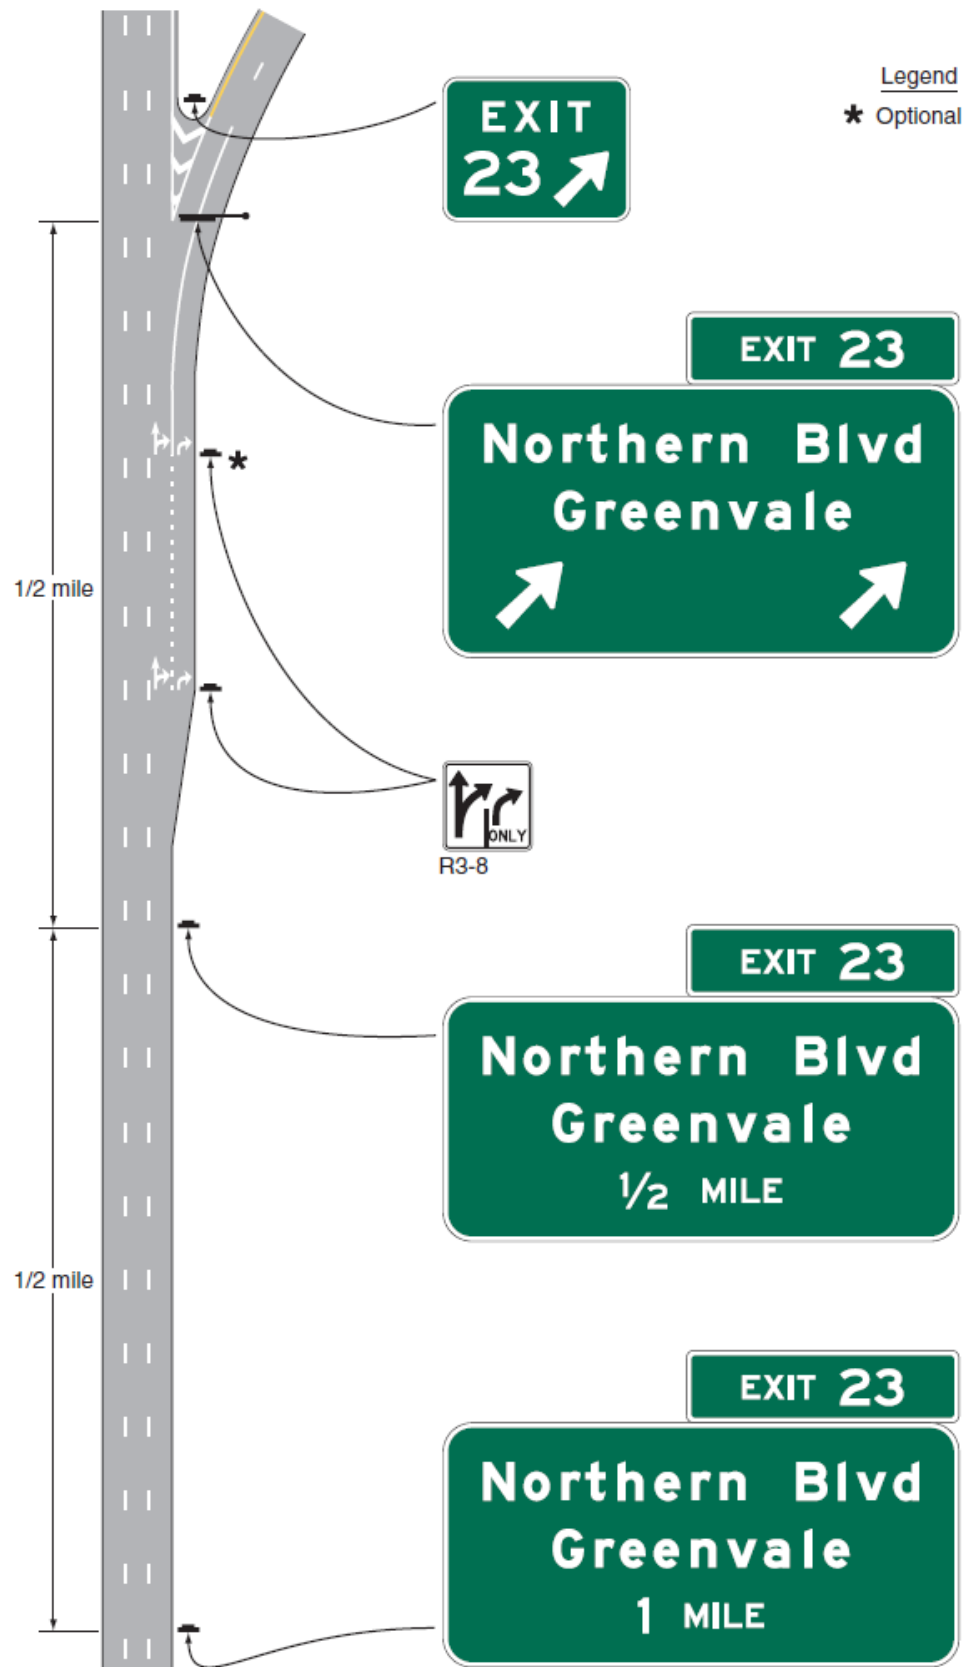 Legend
* Optional
EXIT
23
EXIT 23
Northern Blvd
Greenvale
*
1/2 mile
ONLY
R3-8
EXIT 23
Northern Blvd
Greenvale
1/2 MILE
1/2 mile
EXIT 23
Northern Blvd
Greenvale
1 MILE